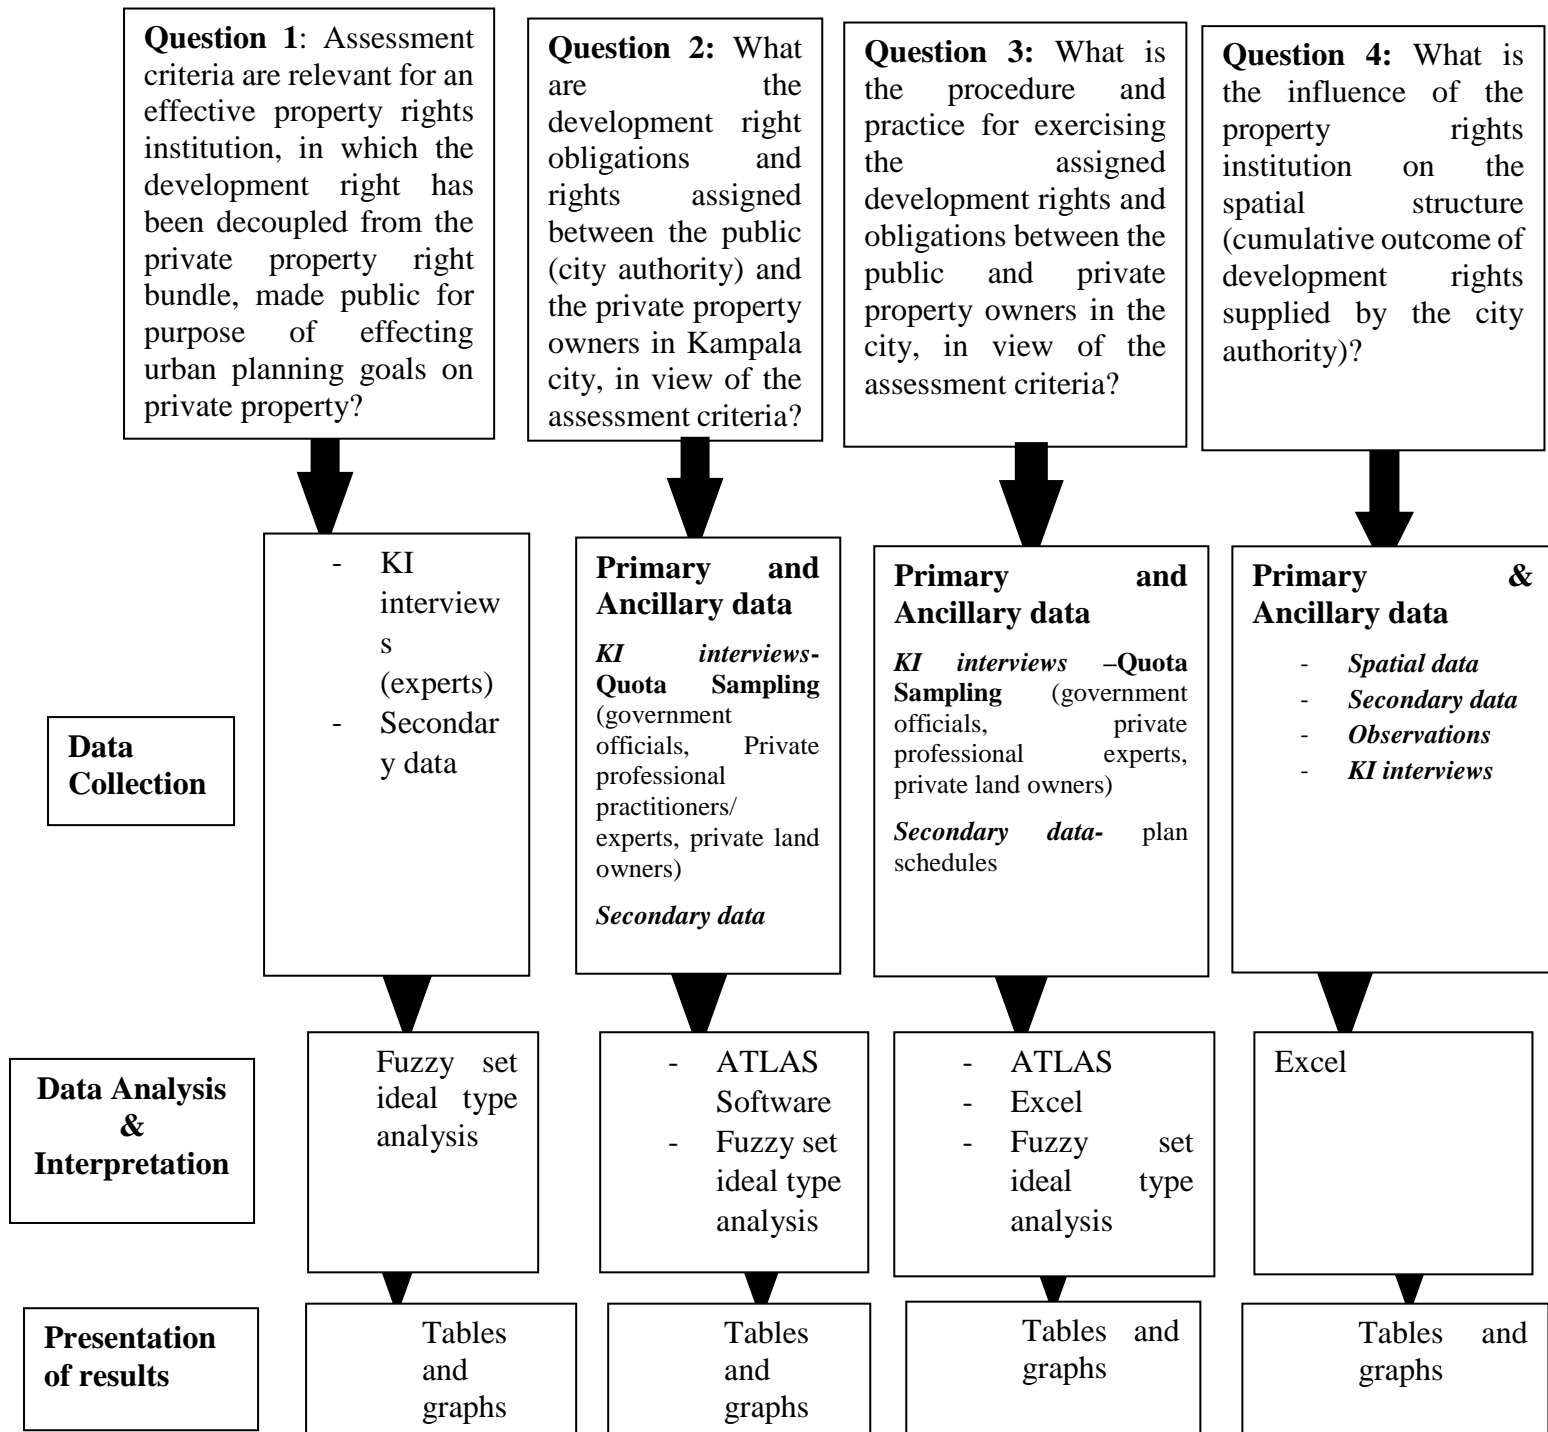 Question 1: Assessment
criteria are relevant for an
effective property rights
institution, in which the
development right has
been decoupled from the
private property right
bundle, made public for
purpose of effecting
urban planning goals on
private property?
Question 2: What
are the
development right
obligations and
rights assigned
between the public
(city authority) and
the private property
owners in Kampala
city, in view of the
assessment criteria?
Question 3: What is
the procedure and
practice for exercising
the assigned
development rights and
obligations between the
public and private
property owners in the
city, in view of the
assessment criteria?
Question 4: What is
the influence of the
property rights
institution on the
spatial structure
(cumulative outcome of
development rights
supplied by the city
authority)?
Data
Collection
- KI
interview
s
(experts)
- Secondar
y data
Primary and
Ancillary data
KI interviews-
Quota Sampling
(government
officials, Private
professional
practitioners/
experts, private land
owners)
Secondary data
Primary and
Ancillary data
KI interviews –Quota
Sampling (government
officials, private
professional experts,
private land owners)
Secondary data- plan
schedules
Primary &
Ancillary data
- Spatial data
- Secondary data
- Observations
- KI interviews
Data Analysis
&
Interpretation
Fuzzy set
ideal type
analysis
- ATLAS
Software
- Fuzzy set
ideal type
analysis
- ATLAS
- Excel
- Fuzzy set
ideal type
analysis
Excel
Presentation
of results
Tables
and
graphs
Tables
and
graphs
Tables and
graphs
Tables and
graphs